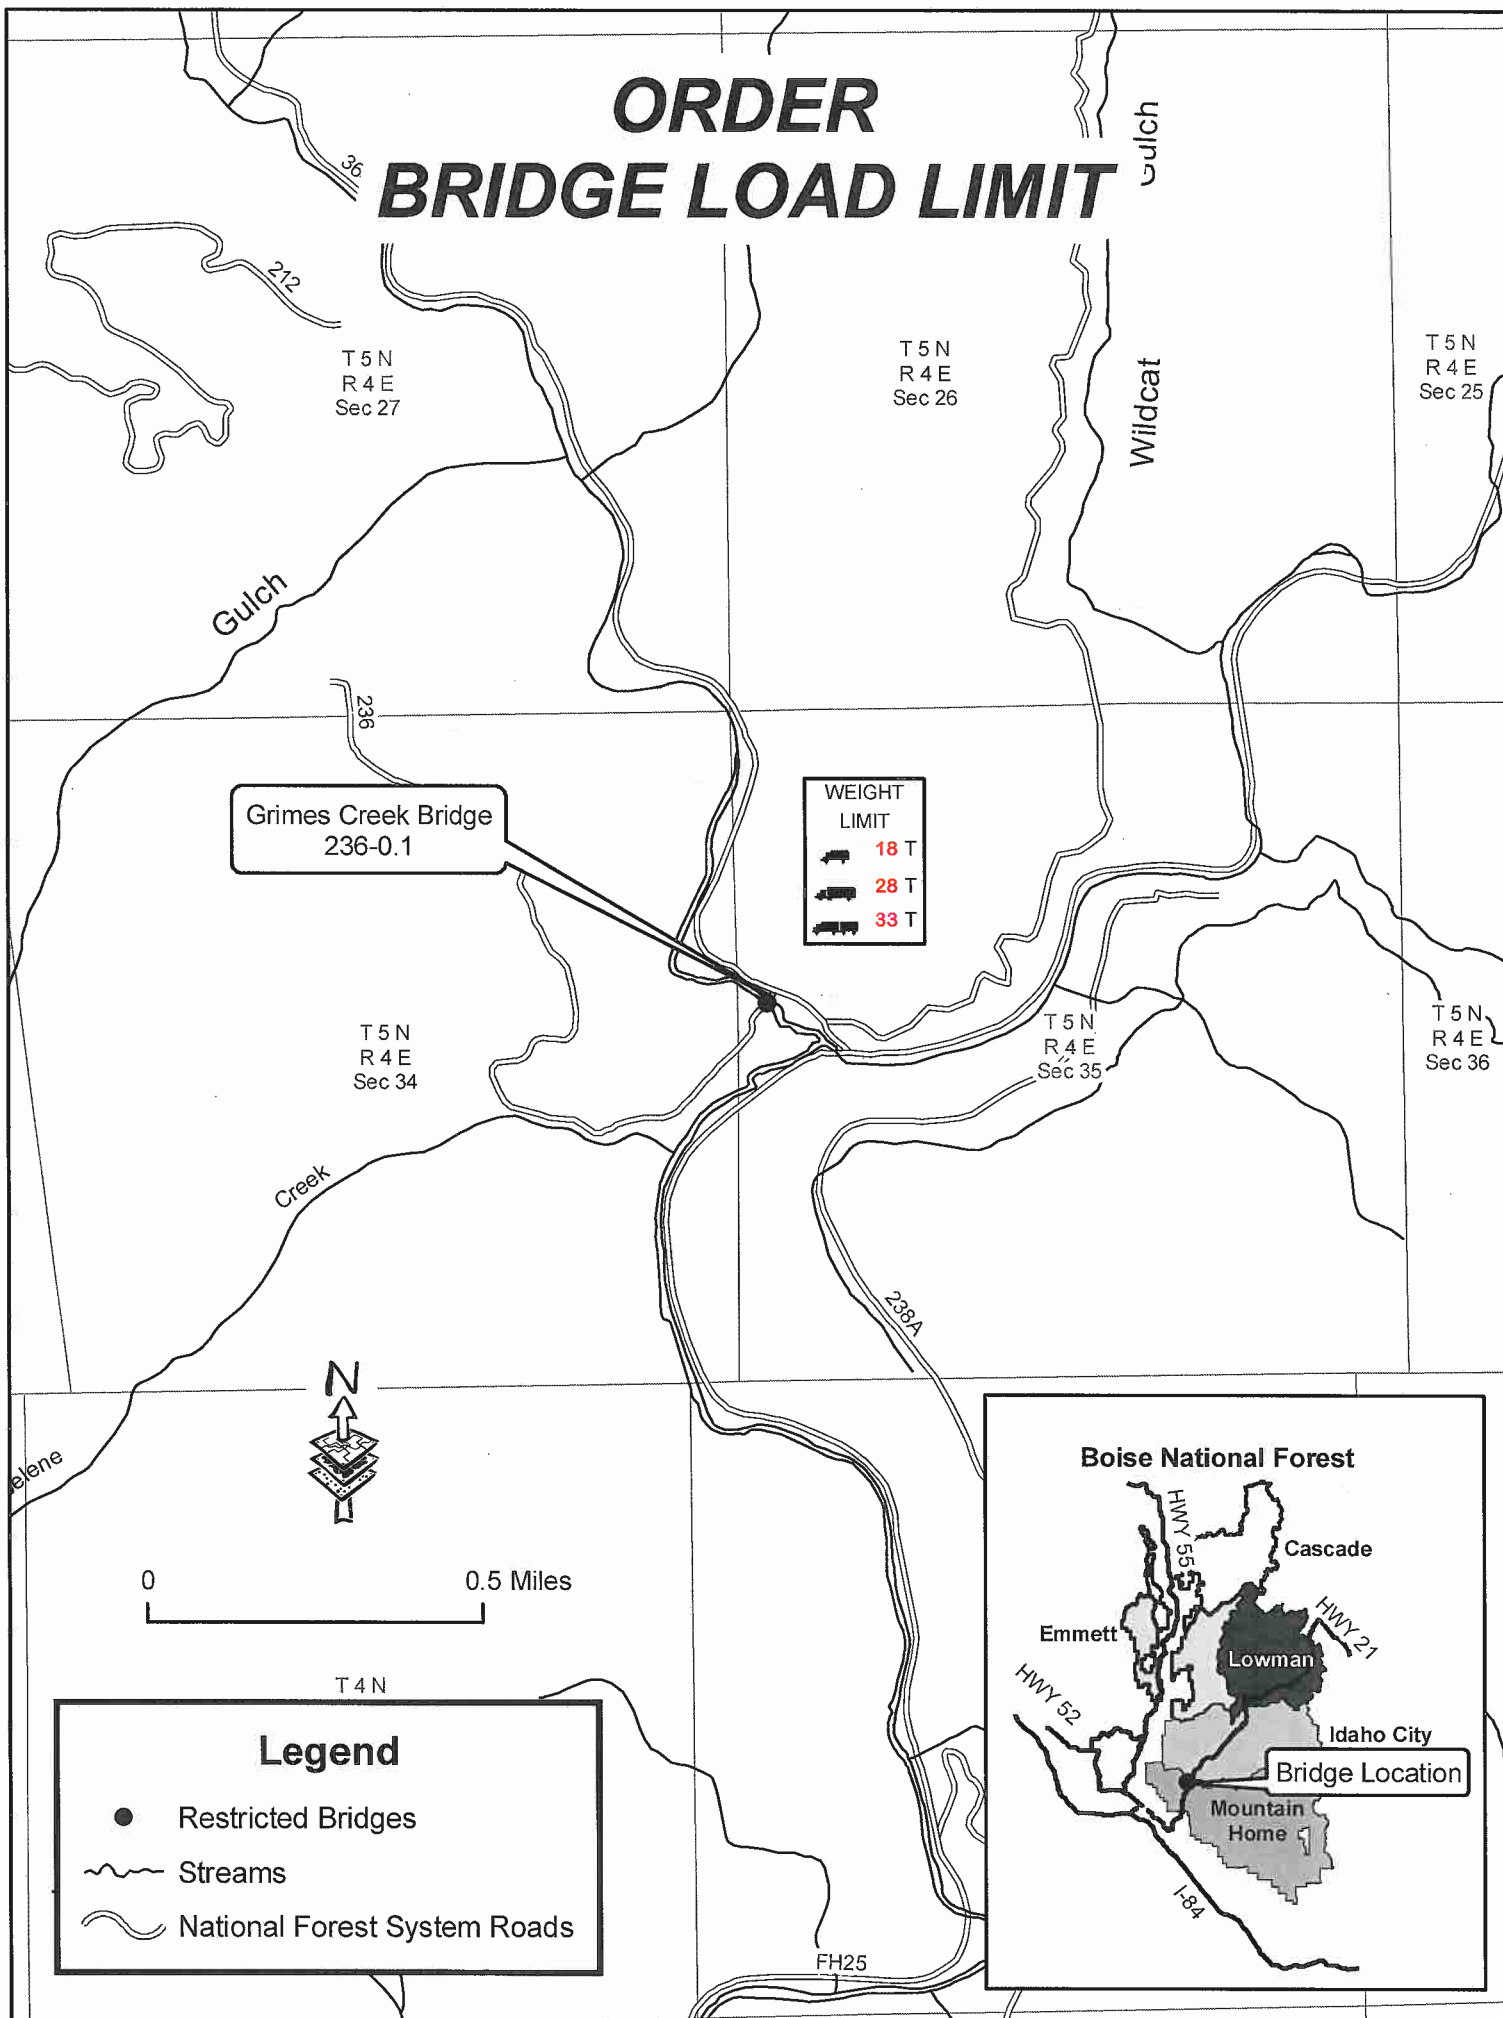 ORDER
BRIDGE LOAD LIMIT
Gulch
36
212
T 5 N
R 4 E
Sec 27
T 5 N
R 4 E
Sec 26
Wildcat
T 5 N
R 4 E
Sec 25
Gulch
236
Grimes Creek Bridge
236-0.1
WEIGHT
LIMIT
18 T
28 T
33 T
T 5 N
R 4 E
Sec 34
T 5 N
R 4 E
Sec 35
T 5 N
R 4 E
Sec 36
Creek
238A
N
elene
0
0.5 Miles
T 4 N
Legend
Restricted Bridges
Streams
National Forest System Roads
FH25
Boise National Forest
HWY 55
Cascade
Emmett
HWY 21
Lowman
HWY 52
Idaho City
Bridge Location
Mountain
Home
I-84